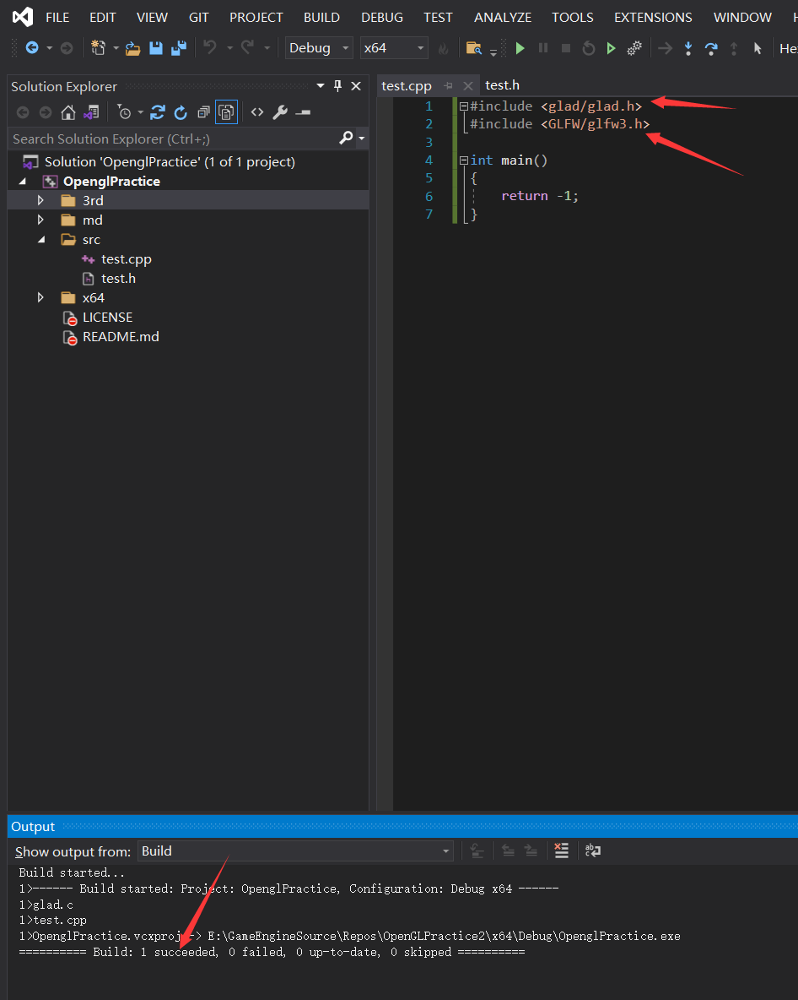 FILE EDIT VIEW GIT PROJECT BUILD DEBUG TEST ANALYZE TOOLS EXTENSIONS WINDOW
Debug x64 He
Solution Explorer
test.cpp test.h
Search Solution Explorer (Ctrl+;)
Solution 'OpenglPractice' (1 of 1 project)
OpenglPractice
3rd
md
src
test.cpp
test.h
x64
LICENSE
README.md
1 #include <glad/glad.h>
2 #include <GLFW/glfw3.h>
3
4 int main()
5 {
6 return -1;
7 }
Output
Show output from: Build
Build started...
1>------ Build started: Project: OpenglPractice, Configuration: Debug x64 ------
1>glad.c
1>test.cpp
1>OpenglPractice.vcxproj -> E:\GameEngineSource\Repos\OpenGLPractice2\x64\Debug\OpenglPractice.exe
========== Build: 1 succeeded, 0 failed, 0 up-to-date, 0 skipped ==========